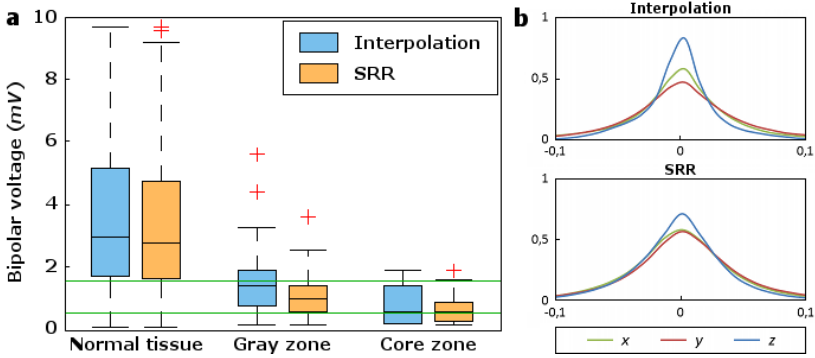 a
Bipolar voltage (mV)
10
8
6
4
2
0
Interpolation
SRR
Normal tissue
Gray zone
Core zone
b
Interpolation
1
0,5
0
-0,1
0
0,1
SRR
1
0,5
0
-0,1
0
0,1
x
y
z